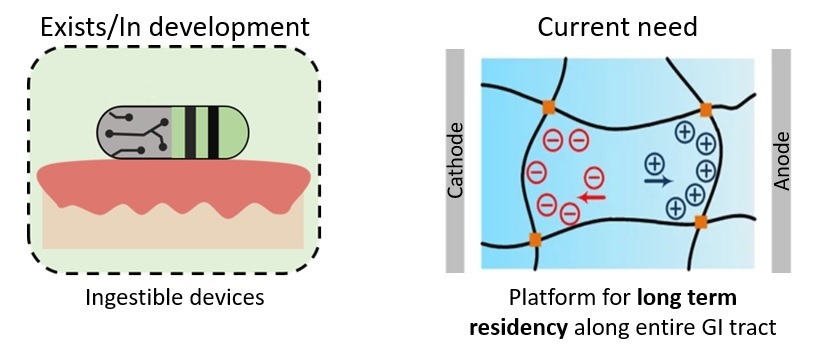 Exists/In development
Current need
Cathode
Anode
Ingestible devices
Platform for long term
residency along entire GI tract